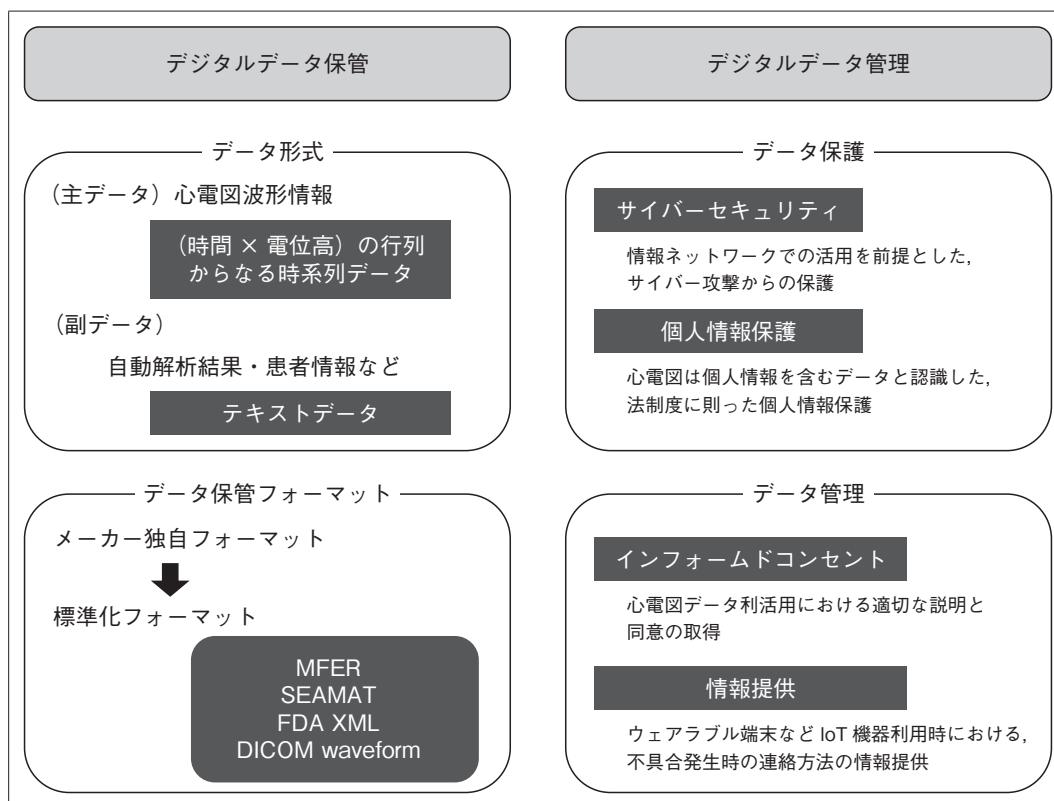 デジタルデータ保管
データ形式
（主データ）心電図波形情報
（時間 × 電位高）の行列
からなる時系列データ
（副データ）
自動解析結果・患者情報など
テキストデータ
データ保管フォーマット
メーカー独自フォーマット
標準化フォーマット
MFER
SEAMAT
FDA XML
DICOM waveform
デジタルデータ管理
データ保護
サイバーセキュリティ
情報ネットワークでの活用を前提とした，
サイバー攻撃からの保護
個人情報保護
心電図は個人情報を含むデータと認識した，
法制度に則った個人情報保護
データ管理
インフォームドコンセント
心電図データ利活用における適切な説明と
同意の取得
情報提供
ウェアラブル端末など IoT 機器利用時における，
不具合発生時の連絡方法の情報提供